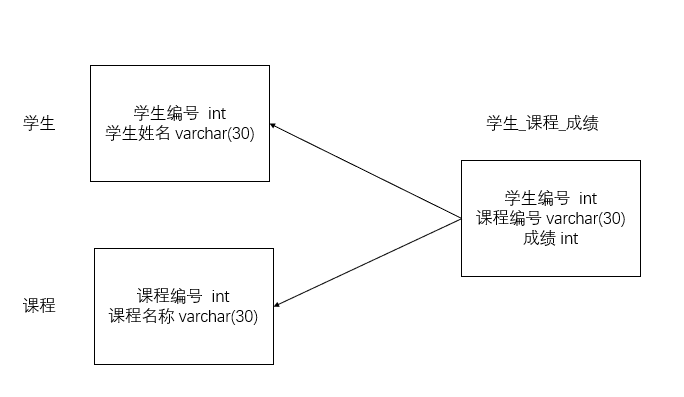 学生
学生编号 int
学生姓名 varchar(30)
学生_课程_成绩
学生编号 int
课程编号 varchar(30)
成绩 int
课程
课程编号 int
课程名称 varchar(30)